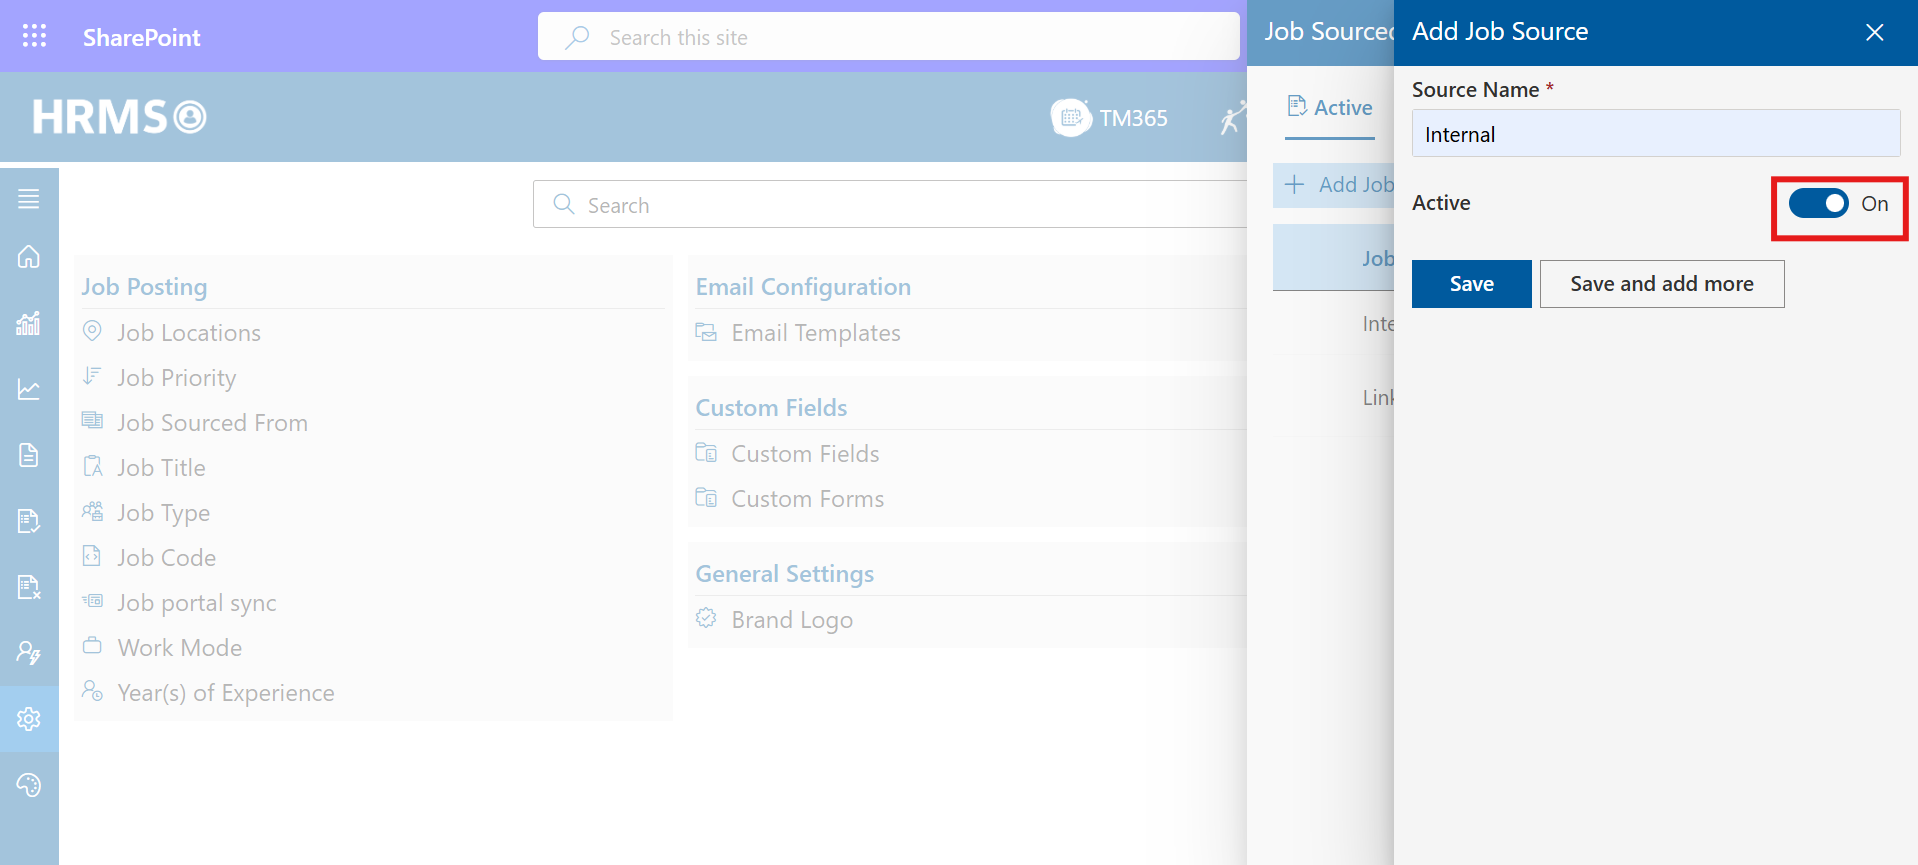 SharePoint
Search this site
HRMS
TM365
Search
Job Posting
Job Locations
Job Priority
Job Sourced From
Job Title
Job Type
Job Code
Job portal sync
Work Mode
Year(s) of Experience
Email Configuration
Email Templates
Custom Fields
Custom Fields
Custom Forms
General Settings
Brand Logo
Job Sourced
Active
Add Job
Job
Inte
Link
Add Job Source
Source Name *
Internal
Active
On
Save
Save and add more